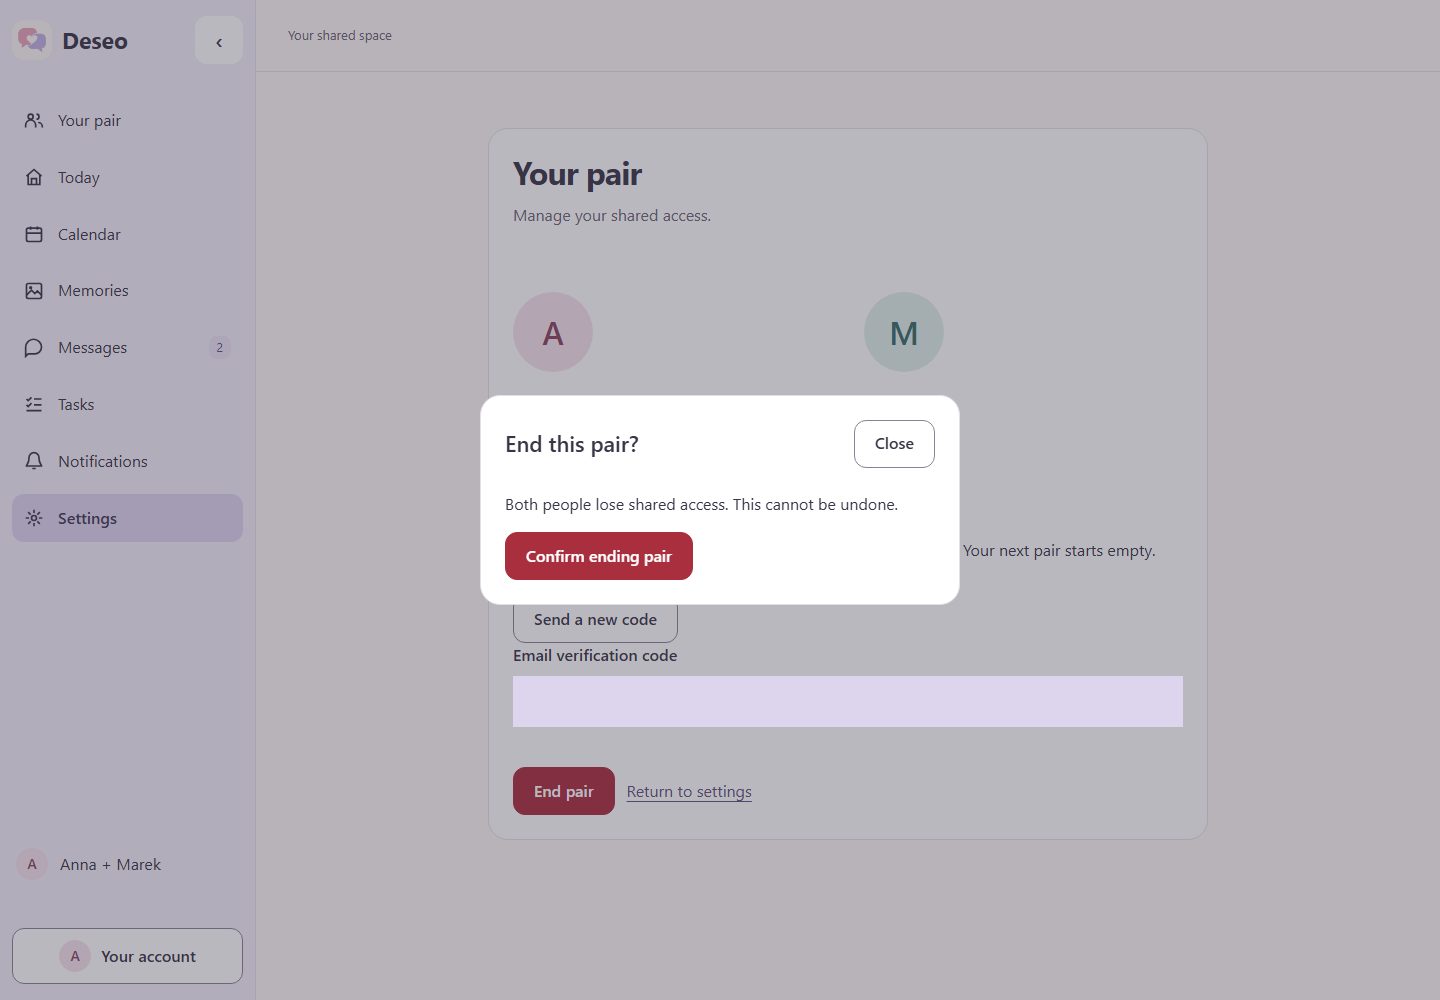 Deseo
‹
Your shared space
Your pair
Today
Calendar
Memories
Messages 2
Tasks
Notifications
Settings
A Anna + Marek
A Your account
Your pair
Manage your shared access.
A M
End this pair?
Close
Both people lose shared access. This cannot be undone.
Confirm ending pair
Your next pair starts empty.
Send a new code
Email verification code
End pair Return to settings